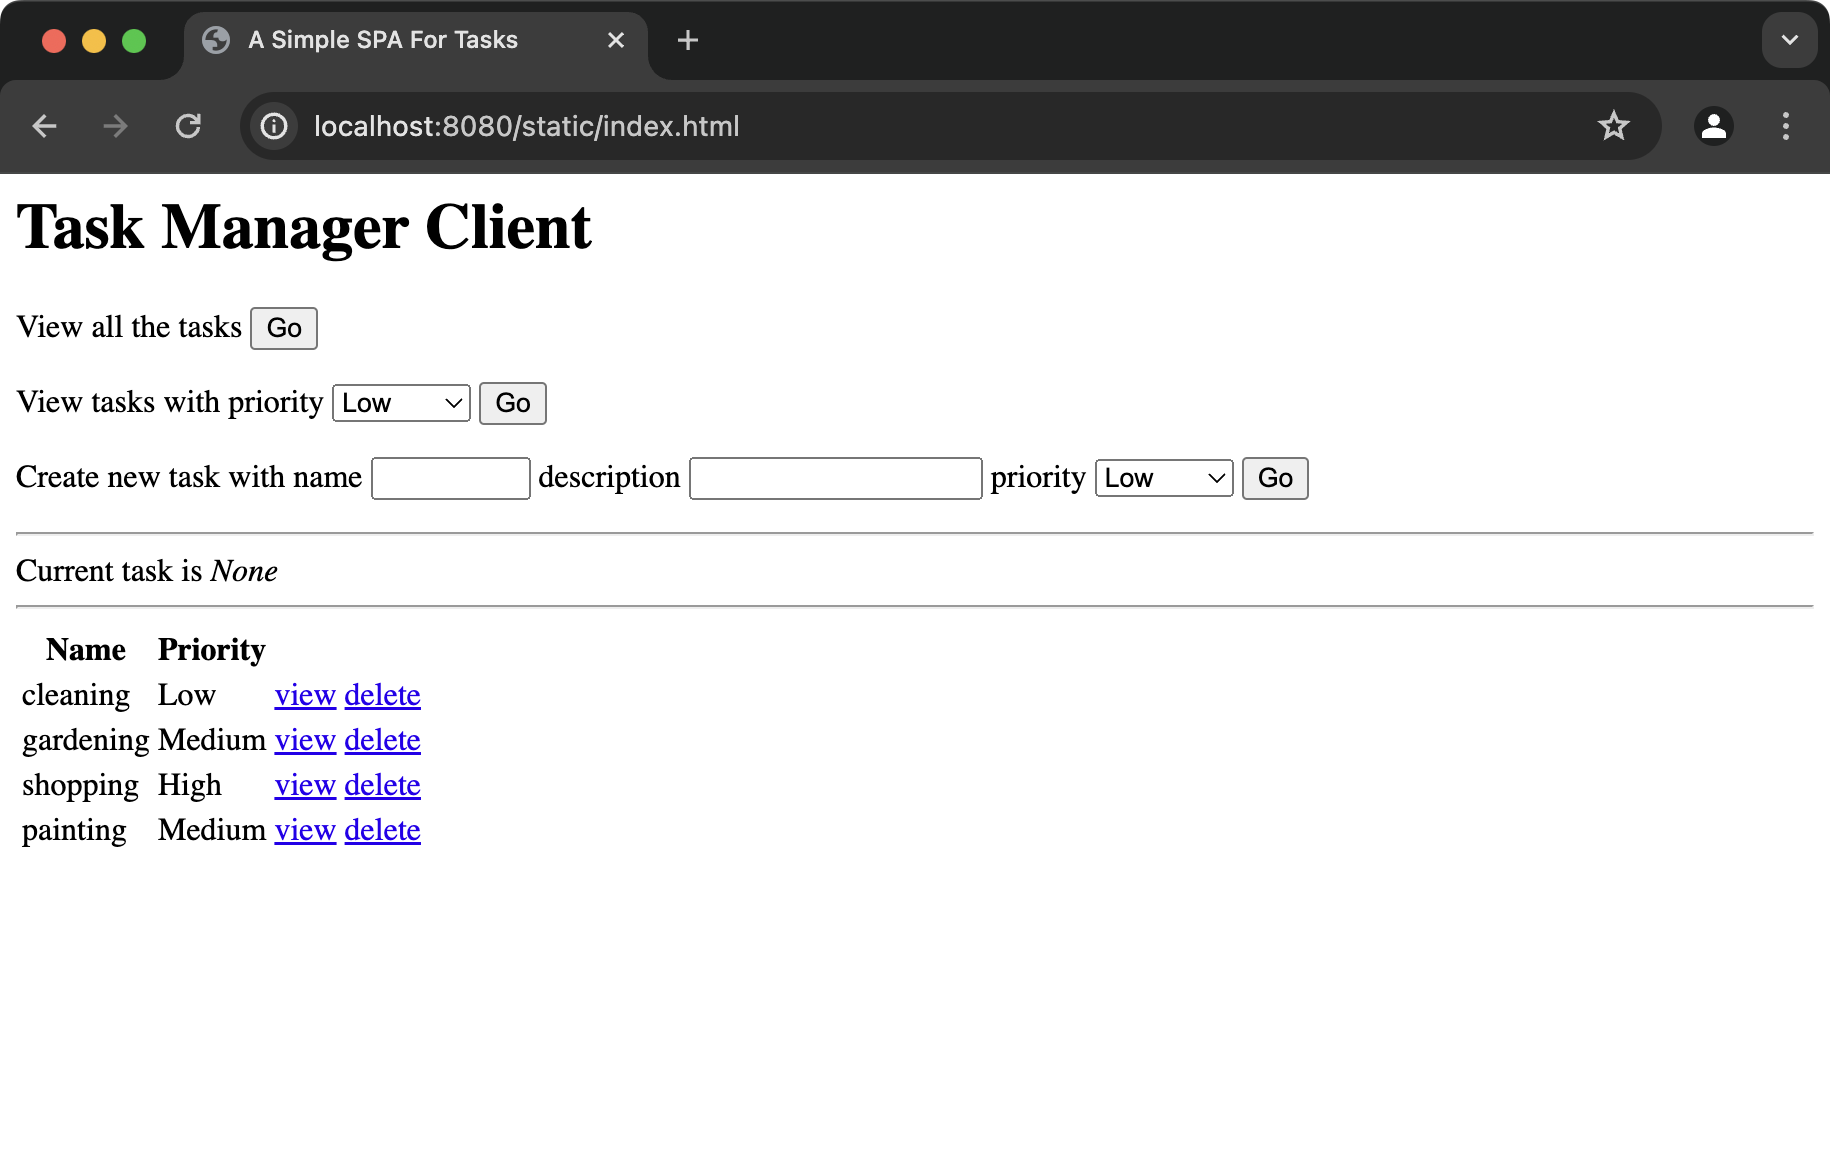 A Simple SPA For Tasks
localhost:8080/static/index.html
Task Manager Client
View all the tasks Go
View tasks with priority Low Go
Create new task with name description priority Low Go
Current task is None
Name Priority
cleaning Low view delete
gardening Medium view delete
shopping High view delete
painting Medium view delete